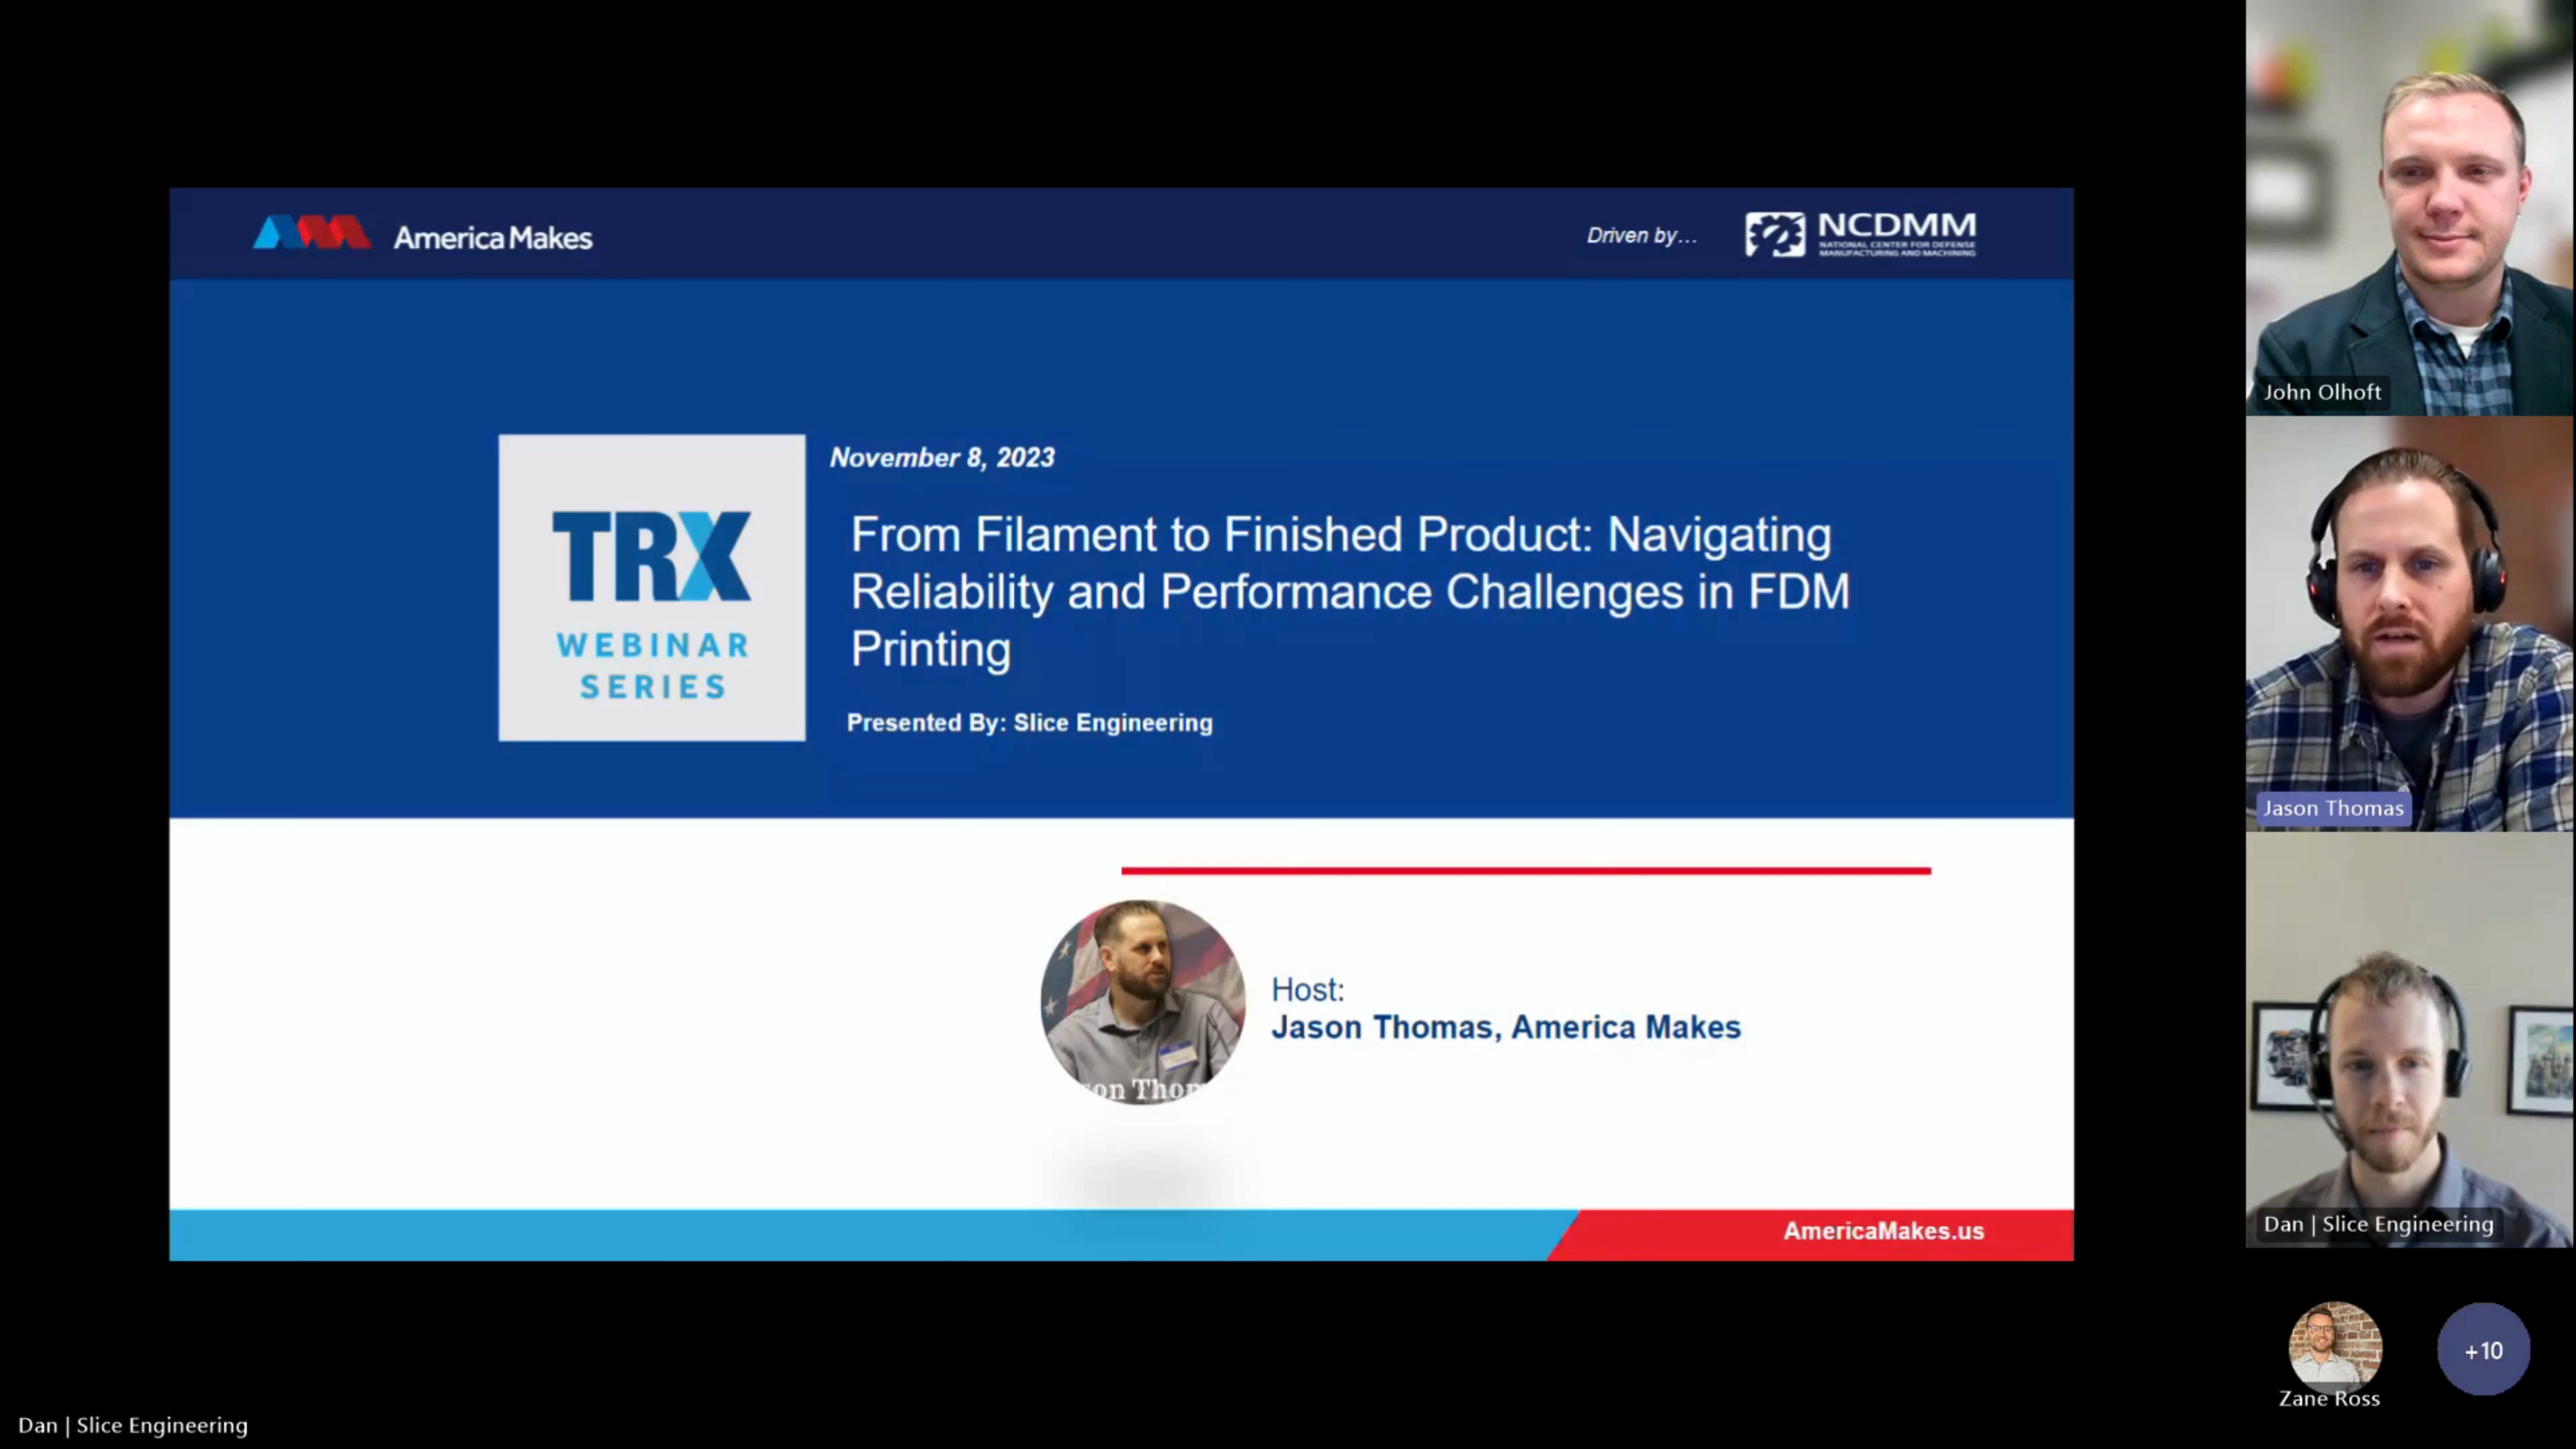 America Makes
Driven by...
NCDMM
NATIONAL CENTER FOR DEFENSE
MANUFACTURING AND MACHINING
TRX
WEBINAR
SERIES
November 8, 2023
From Filament to Finished Product: Navigating
Reliability and Performance Challenges in FDM
Printing
Presented By: Slice Engineering
on Thom
Host:
Jason Thomas, America Makes
AmericaMakes.us
John Olhoft
Jason Thomas
Dan | Slice Engineering
Zane Ross
+10
Dan | Slice Engineering